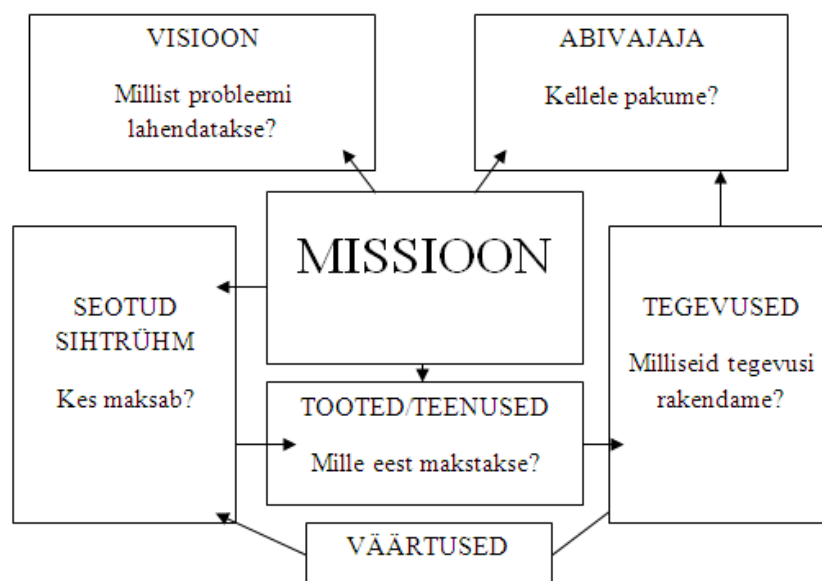 VISIOON
Millist probleemi
lahendatakse?
ABIVAJAJA
Kellele pakume?
MISSIOON
SEOTUD
SIHTRÜHM
Kes maksab?
TEGEVUSED
Milliseid tegevusi
rakendame?
TOOTED/TEENUSED
Mille eest makstakse?
VÄÄRTUSED